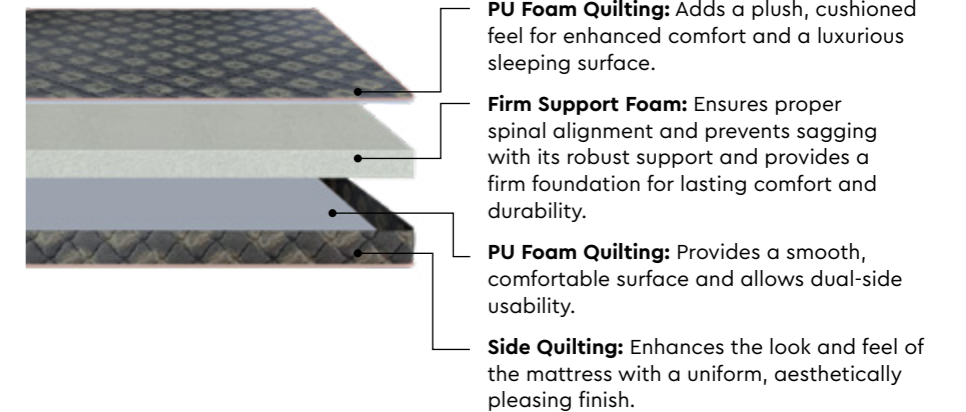 PU Foam Quilting: Adds a plush, cushioned
feel for enhanced comfort and a luxurious
sleeping surface.
Firm Support Foam: Ensures proper
spinal alignment and prevents sagging
with its robust support and provides a
firm foundation for lasting comfort and
durability.
PU Foam Quilting: Provides a smooth,
comfortable surface and allows dual-side
usability.
Side Quilting: Enhances the look and feel of
the mattress with a uniform, aesthetically
pleasing finish.